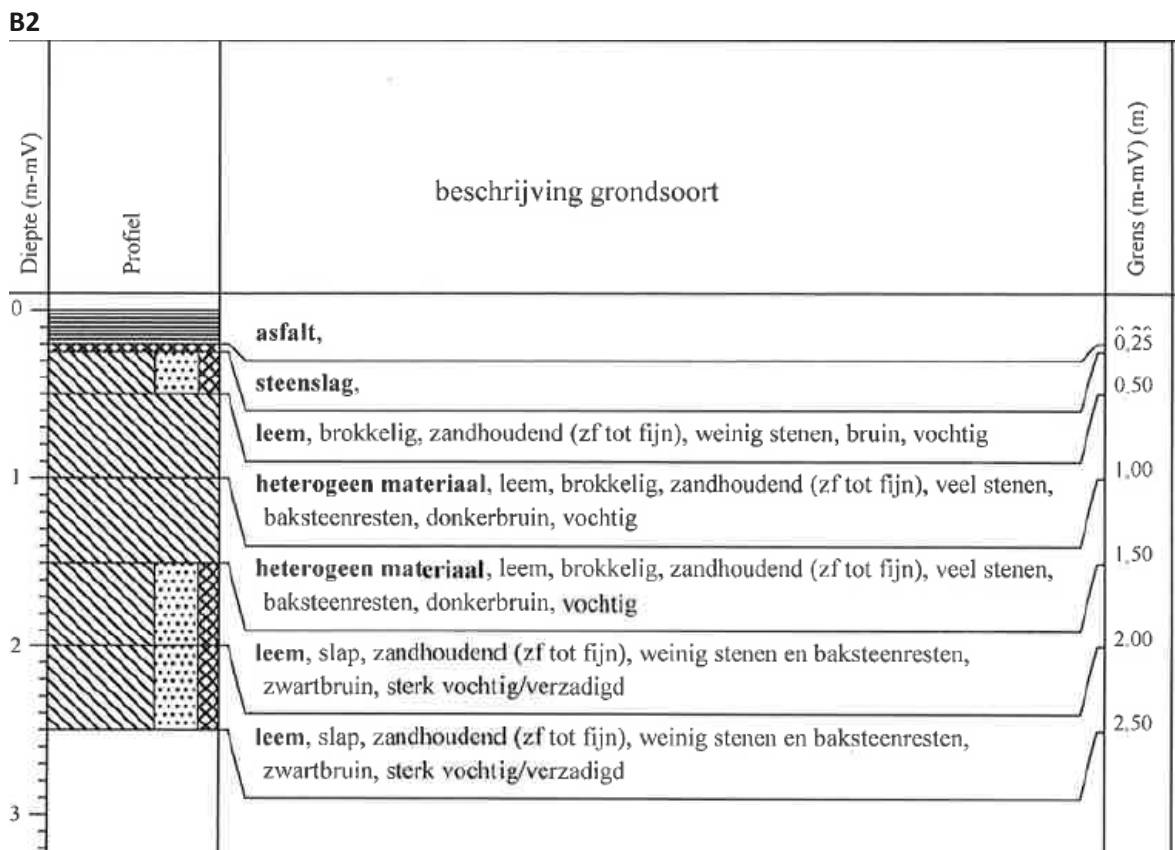 B2
Diepte (m-mV)
Profiel
beschrijving grondsoort
Grens (m-mV) (m)
0
asfalt,
0,25
steenslag,
0,50
leem, brokkelig, zandhoudend (zf tot fijn), weinig stenen, bruin, vochtig
1
1,00
heterogeen materiaal, leem, brokkelig, zandhoudend (zf tot fijn), veel stenen,
baksteenresten, donkerbruin, vochtig
1,50
heterogeen materiaal, leem, brokkelig, zandhoudend (zf tot fijn), veel stenen,
baksteenresten, donkerbruin, vochtig
2
2,00
leem, slap, zandhoudend (zf tot fijn), weinig stenen en baksteenresten,
zwartbruin, sterk vochtig/verzadigd
2,50
leem, slap, zandhoudend (zf tot fijn), weinig stenen en baksteenresten,
zwartbruin, sterk vochtig/verzadigd
3